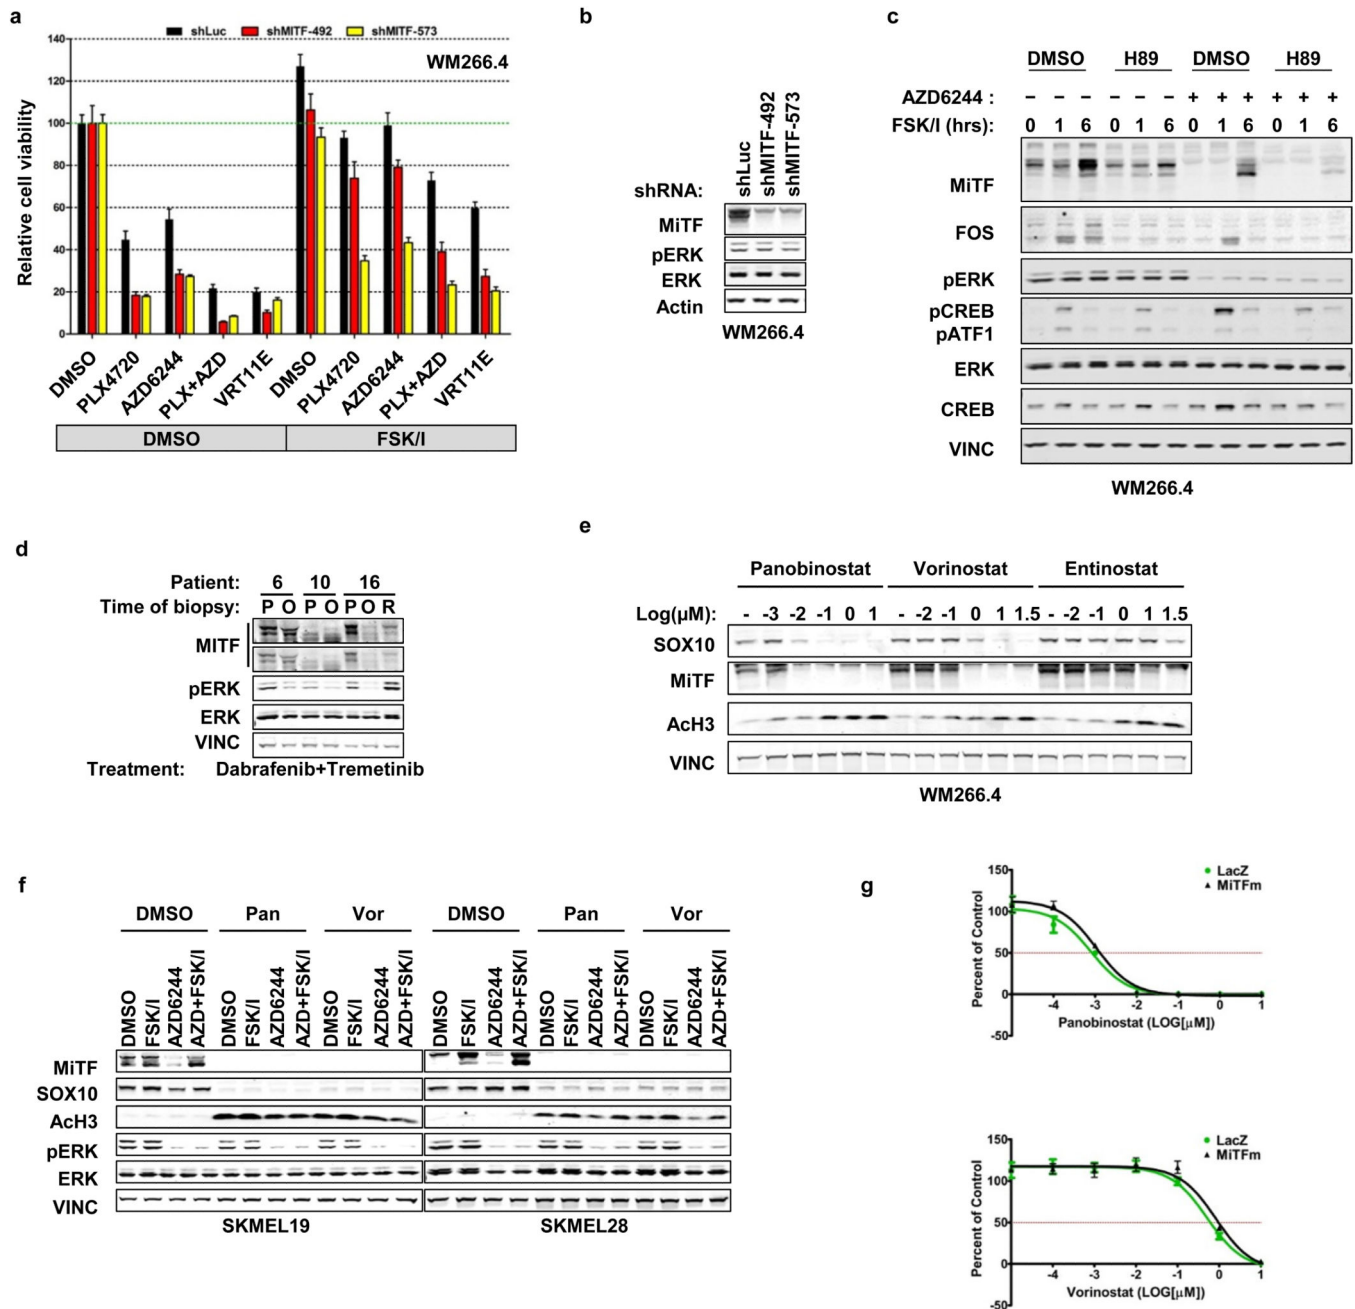 a
shLuc shMITF-492 shMITF-573
WM266.4
Relative cell viability
140
120
100
80
60
40
20
0
DMSO PLX4720 AZD6244 PLX+AZD VRT11E DMSO PLX4720 AZD6244 PLX+AZD VRT11E
DMSO FSK/I
b
shRNA: shLuc shMITF-492 shMITF-573
MiTF
pERK
ERK
Actin
WM266.4
c
DMSO H89 DMSO H89
AZD6244 : – – – – – – + + + + + +
FSK/I (hrs): 0 1 6 0 1 6 0 1 6 0 1 6
MiTF
FOS
pERK
pCREB
pATF1
ERK
CREB
VINC
WM266.4
d
Patient: 6 10 16
Time of biopsy: P O P O P O R
MITF
pERK
ERK
VINC
Treatment: Dabrafenib+Tremetinib
e
Panobinostat Vorinostat Entinostat
Log(µM) - -3 -2 -1 0 1 - -2 -1 0 1 1.5 - -2 -1 0 1 1.5
SOX10
MiTF
AcH3
VINC
WM266.4
f
DMSO Pan Vor DMSO Pan Vor
DMSO FSK/I AZD6244 AZD+FSK/I DMSO FSK/I AZD6244 AZD+FSK/I DMSO FSK/I AZD6244 AZD+FSK/I DMSO FSK/I AZD6244 AZD+FSK/I DMSO FSK/I AZD6244 AZD+FSK/I DMSO FSK/I AZD6244 AZD+FSK/I
MiTF
SOX10
AcH3
pERK
ERK
VINC
SKMEL19 SKMEL28
g
LacZ
MiTFm
Percent of Control
150
100
50
0
-50
-4 -3 -2 -1 0 1
Panobinostat (LOG[µM])
LacZ
MiTFm
Percent of Control
150
100
50
0
-50
-4 -3 -2 -1 0 1
Vorinostat (LOG[µM])